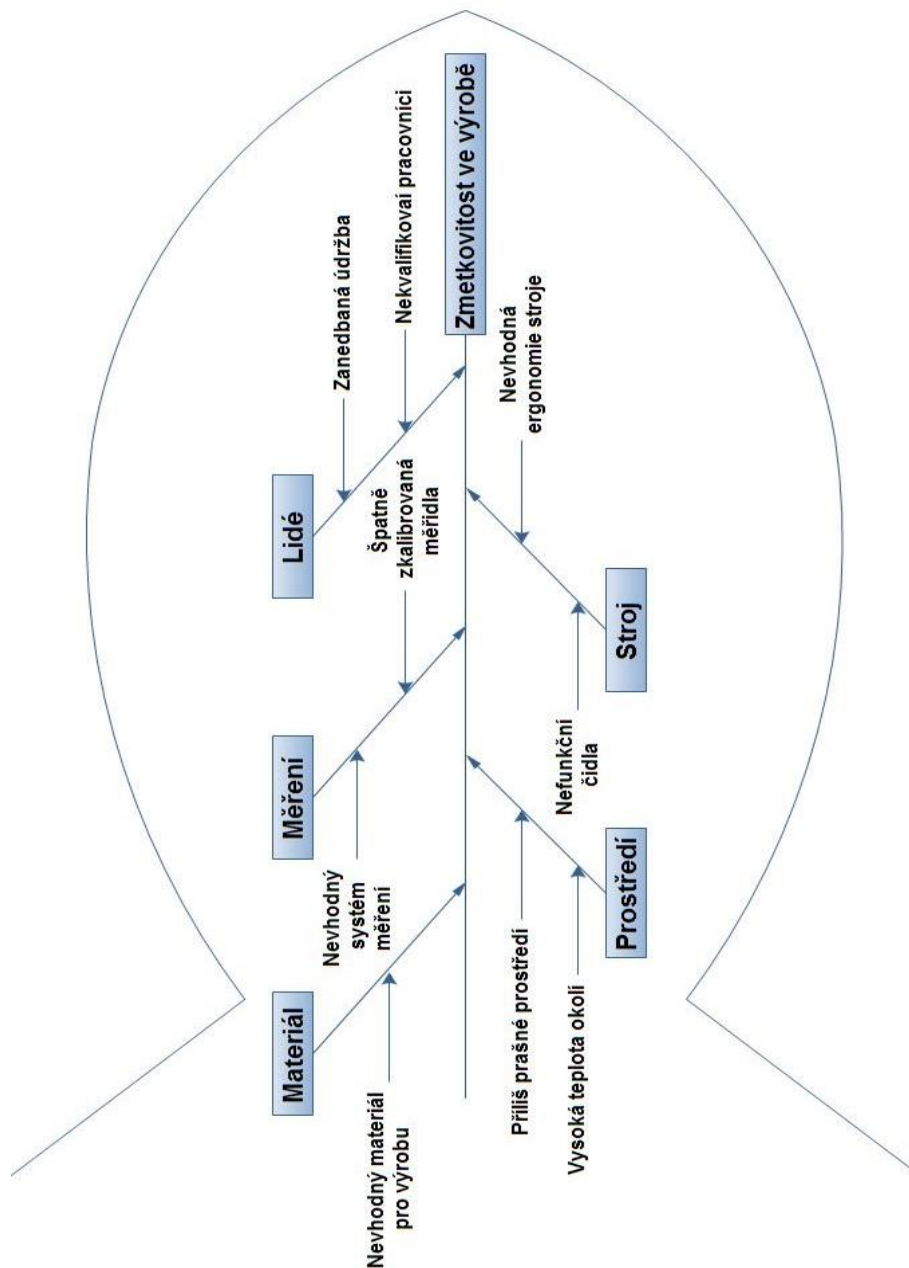 Materiál
Měření
Lidé
Nevhodný materiál
pro výrobu
Nevhodný
systém
měření
Špatně
zkalibrovaná
měřidla
Zanedbaná údržba
Nekvalifikovai pracovníci
Zmetkovitost ve výrobě
Příliš prašné prostředí
Vysoká teplota okolí
Nefunkční
čidla
Nevhodná
ergonomie stroje
Prostředí
Stroj